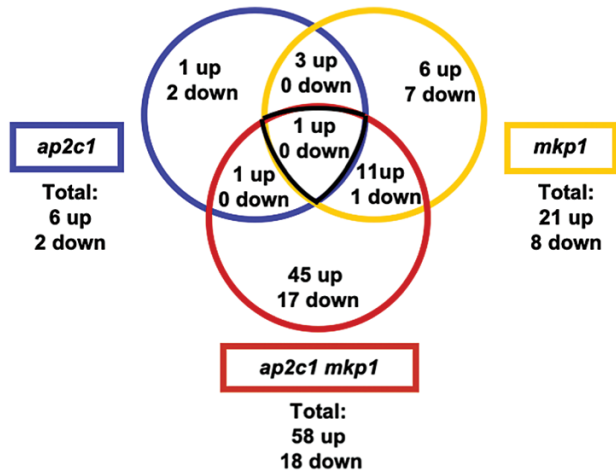 1 up
2 down
3 up
0 down
6 up
7 down
1 up
0 down
1 up
0 down
11up
1 down
45 up
17 down
ap2c1
Total:
6 up
2 down
mkp1
Total:
21 up
8 down
ap2c1 mkp1
Total:
58 up
18 down